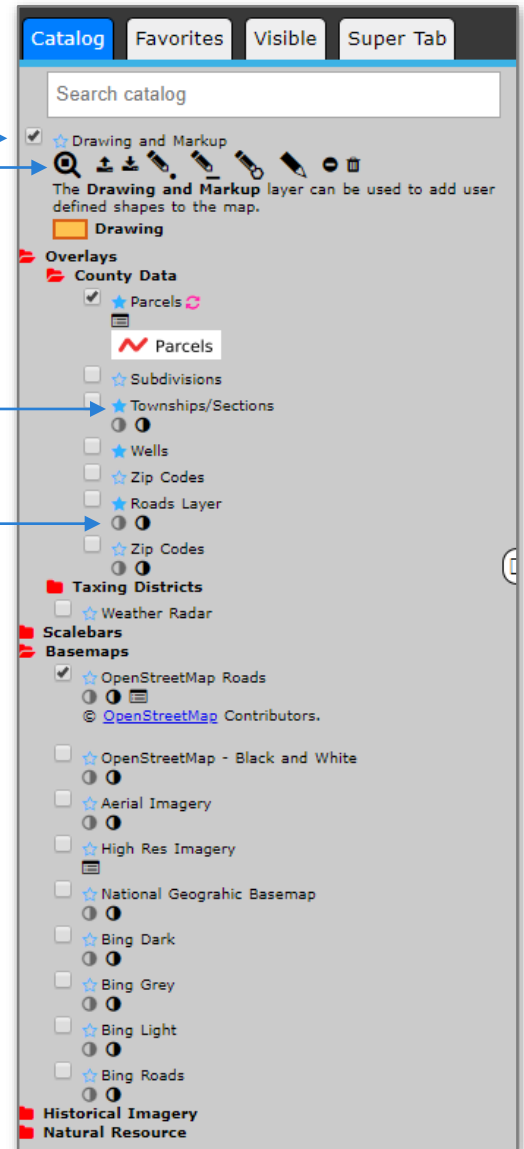 Catalog
Favorites
Visible
Super Tab
Search catalog
Drawing and Markup
The Drawing and Markup layer can be used to add user
defined shapes to the map.
Drawing
Overlays
County Data
Parcels
Parcels
Subdivisions
Townships/Sections
Wells
Zip Codes
Roads Layer
Zip Codes
Taxing Districts
Weather Radar
Scalebars
Basemaps
OpenStreetMap Roads
© OpenStreetMap Contributors.
OpenStreetMap - Black and White
Aerial Imagery
High Res Imagery
National Geograhic Basemap
Bing Dark
Bing Grey
Bing Light
Bing Roads
Historical Imagery
Natural Resource